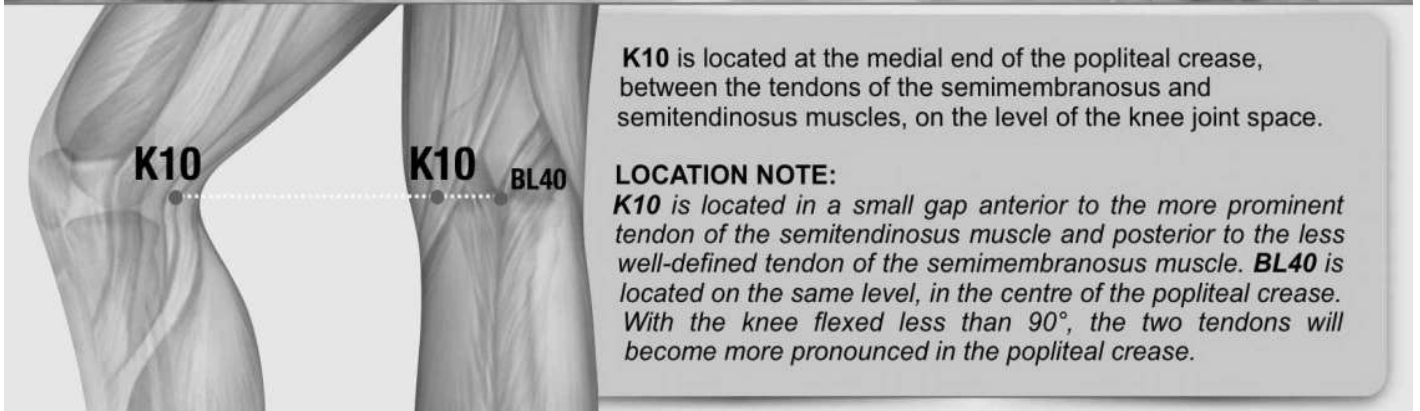 K10
K10
BL40
K10 is located at the medial end of the popliteal crease,
between the tendons of the semimembranosus and
semitendinosus muscles, on the level of the knee joint space.
LOCATION NOTE:
K10 is located in a small gap anterior to the more prominent
tendon of the semitendinosus muscle and posterior to the less
well-defined tendon of the semimembranosus muscle. BL40 is
located on the same level, in the centre of the popliteal crease.
With the knee flexed less than 90°, the two tendons will
become more pronounced in the popliteal crease.